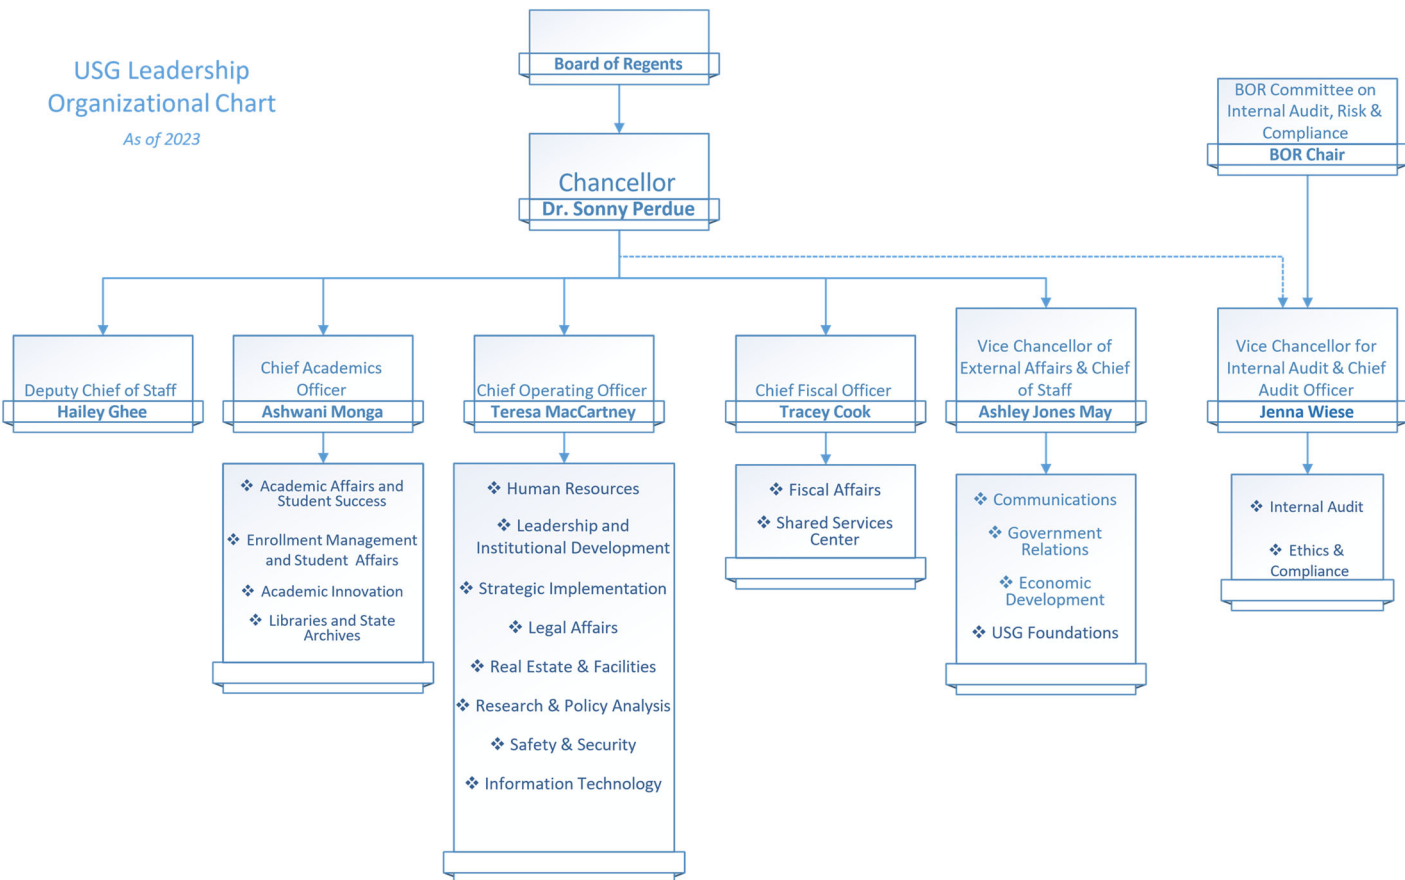 USG Leadership
Organizational Chart
As of 2023
Board of Regents
Chancellor
Dr. Sonny Perdue
BOR Committee on
Internal Audit, Risk &
Compliance
BOR Chair
Deputy Chief of Staff
Hailey Ghee
Chief Academics
Officer
Ashwani Monga
Chief Operating Officer
Teresa MacCartney
Chief Fiscal Officer
Tracey Cook
Vice Chancellor of
External Affairs & Chief
of Staff
Ashley Jones May
Vice Chancellor for
Internal Audit & Chief
Audit Officer
Jenna Wiese
❖ Academic Affairs and
Student Success
❖ Enrollment Management
and Student Affairs
❖ Academic Innovation
❖ Libraries and State
Archives
❖ Human Resources
❖ Leadership and
Institutional Development
❖ Strategic Implementation
❖ Legal Affairs
❖ Real Estate & Facilities
❖ Research & Policy Analysis
❖ Safety & Security
❖ Information Technology
❖ Fiscal Affairs
❖ Shared Services
Center
❖ Communications
❖ Government
Relations
❖ Economic
Development
❖ USG Foundations
❖ Internal Audit
❖ Ethics &
Compliance